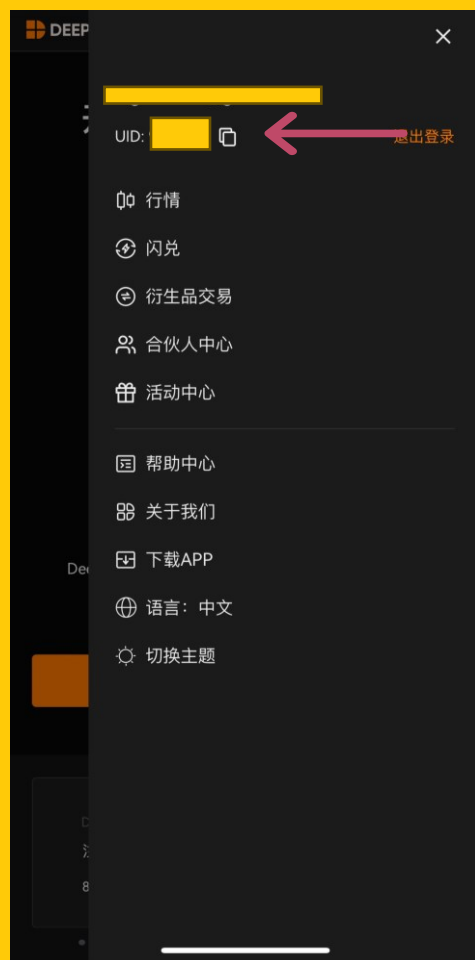 DEEP
UID:
退出登录
行情
闪兑
衍生品交易
合伙人中心
活动中心
帮助中心
关于我们
Dee
下载APP
语言：中文
切换主题
D
8